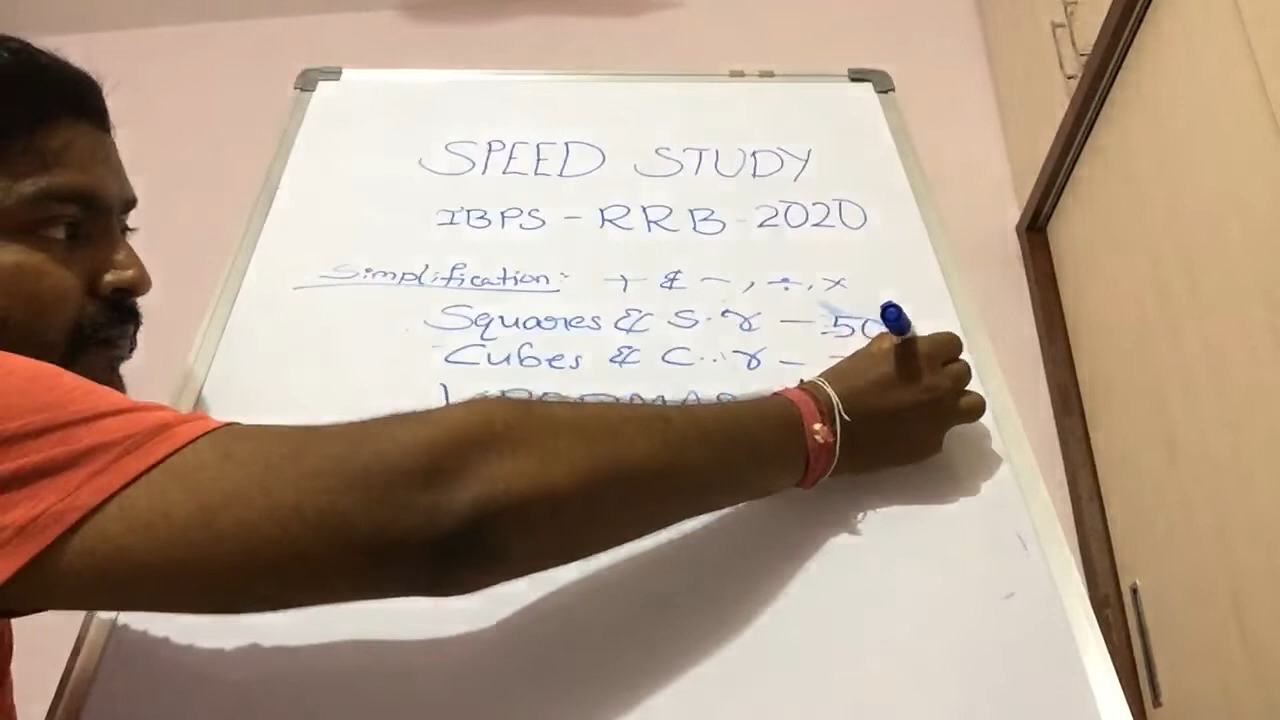 SPEED STUDY
IBPS - RRB - 2020
Simplification: + & -, ÷, ×
Squares & S.r - 50
Cubes & C..r -